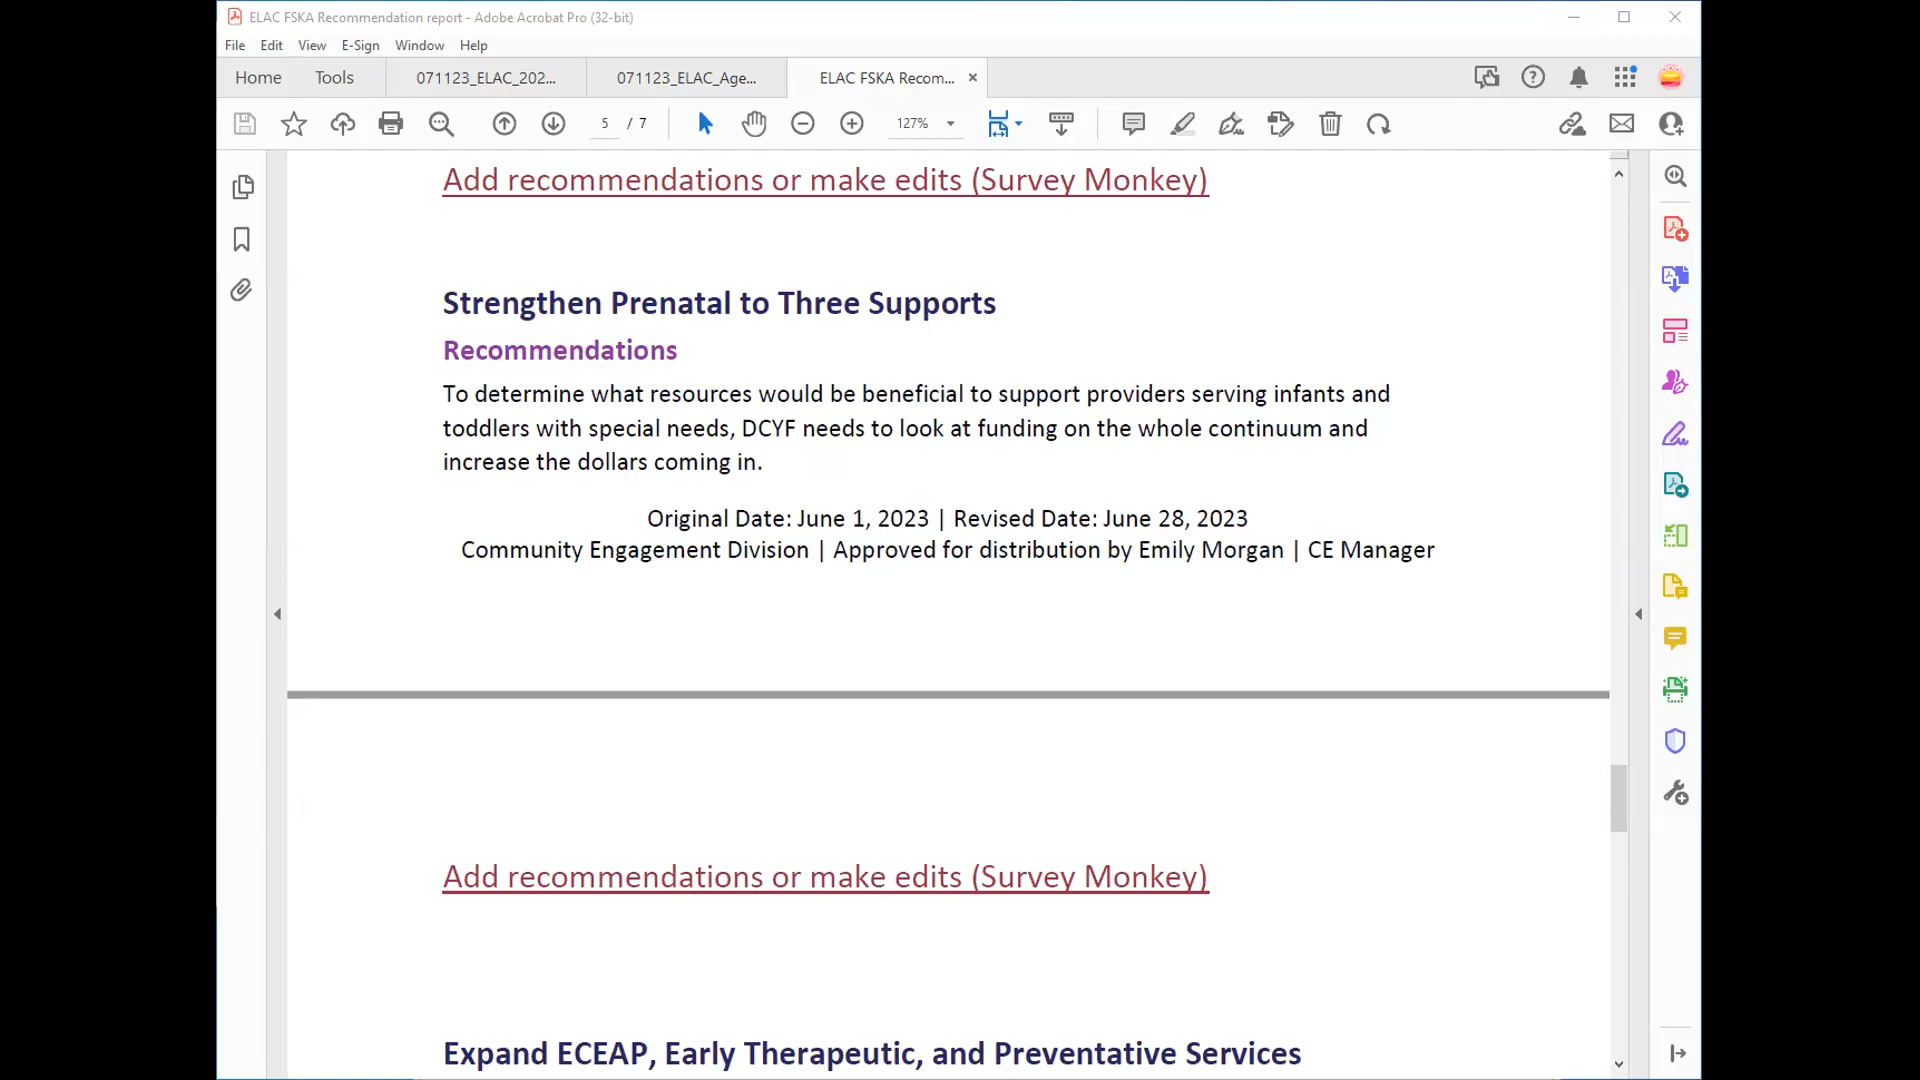 ELAC FSKA Recommendation report - Adobe Acrobat Pro (32-bit)
File Edit View E-Sign Window Help
Home Tools 071123_ELAC_202... 071123_ELAC_Age... ELAC FSKA Recom...
5 / 7 127%
Add recommendations or make edits (Survey Monkey)
Strengthen Prenatal to Three Supports
Recommendations
To determine what resources would be beneficial to support providers serving infants and
toddlers with special needs, DCYF needs to look at funding on the whole continuum and
increase the dollars coming in.
Original Date: June 1, 2023 | Revised Date: June 28, 2023
Community Engagement Division | Approved for distribution by Emily Morgan | CE Manager
Add recommendations or make edits (Survey Monkey)
Expand ECEAP, Early Therapeutic, and Preventative Services